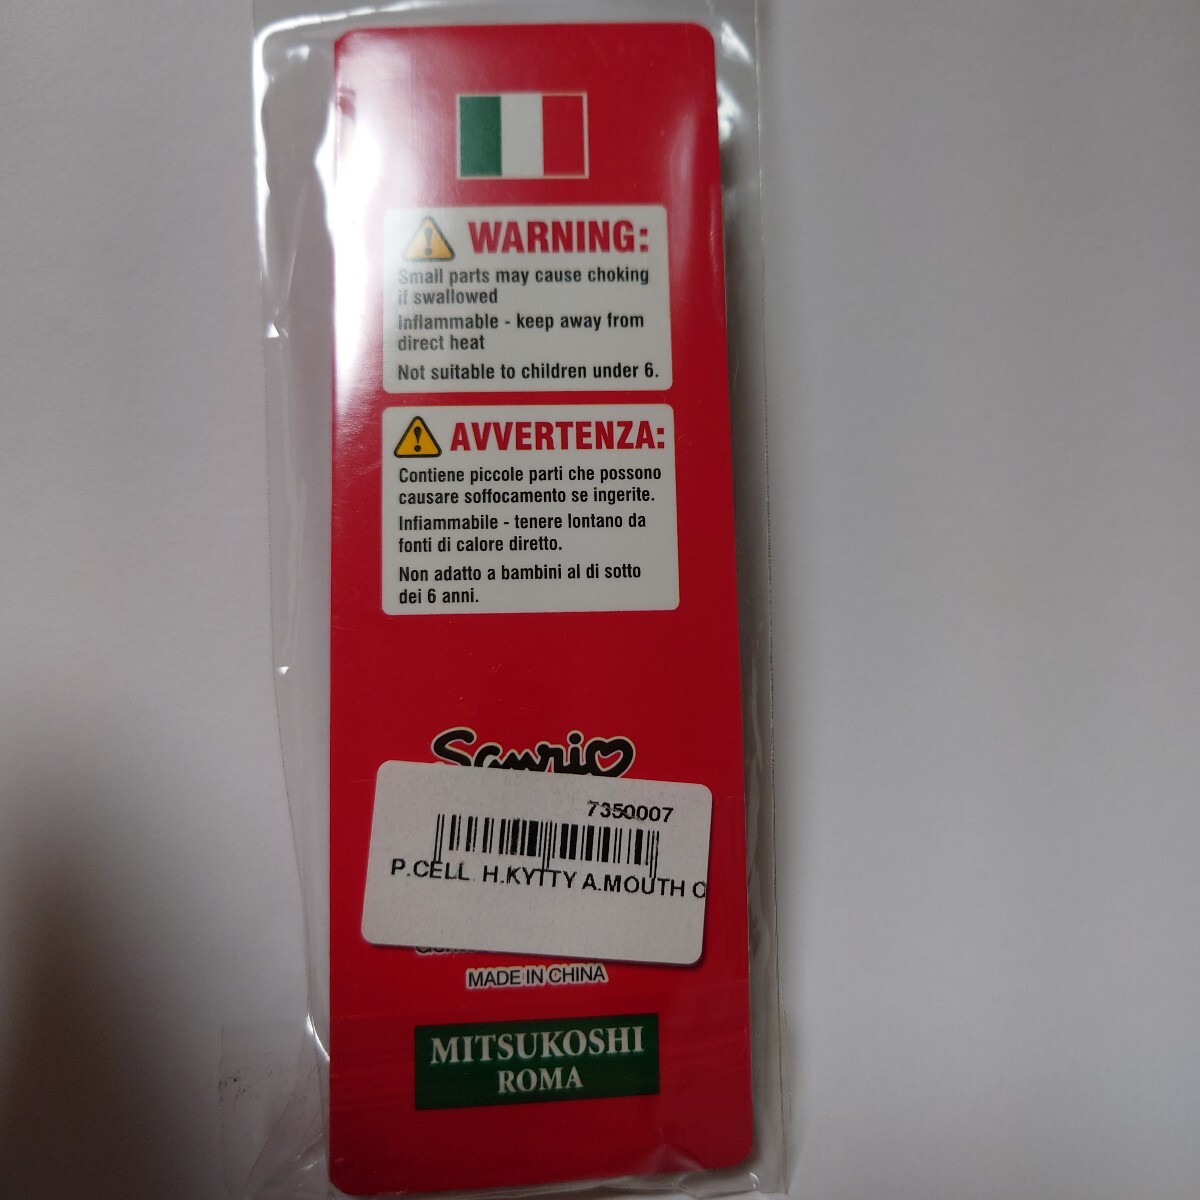 WARNING:
Small parts may cause choking
if swallowed
Inflammable - keep away from
direct heat
Not suitable to children under 6.
AVVERTENZA:
Contiene piccole parti che possono
causare soffocamento se ingerite.
Infiammabile - tenere lontano da
fonti di calore diretto.
Non adatto a bambini al di sotto
dei 6 anni.
Sanrio
7350007
P.CELL. H.KYTTY A.MOUTH
MADE IN CHINA
MITSUKOSHI
ROMA